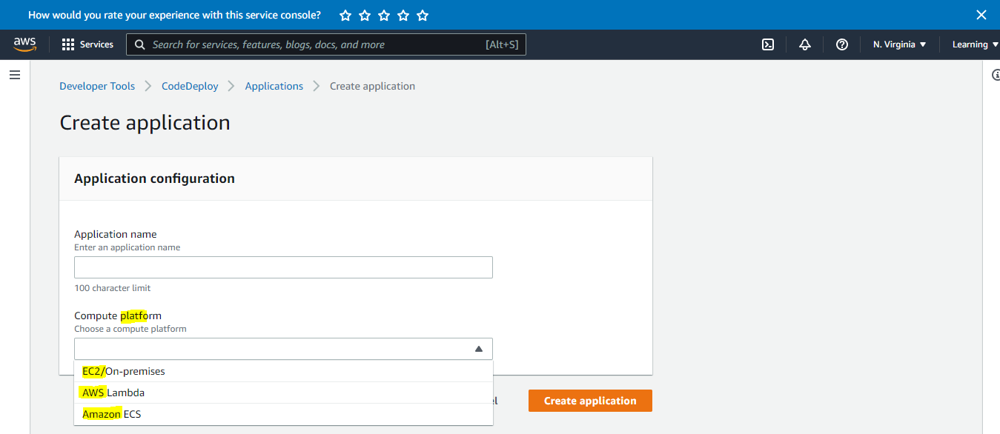 How would you rate your experience with this service console?
aws Services Search for services, features, blogs, docs, and more [Alt+S] N. Virginia Learning
Developer Tools CodeDeploy Applications Create application
Create application
Application configuration
Application name
Enter an application name
100 character limit
Compute platform
Choose a compute platform
EC2/On-premises
AWS Lambda
Amazon ECS
Create application